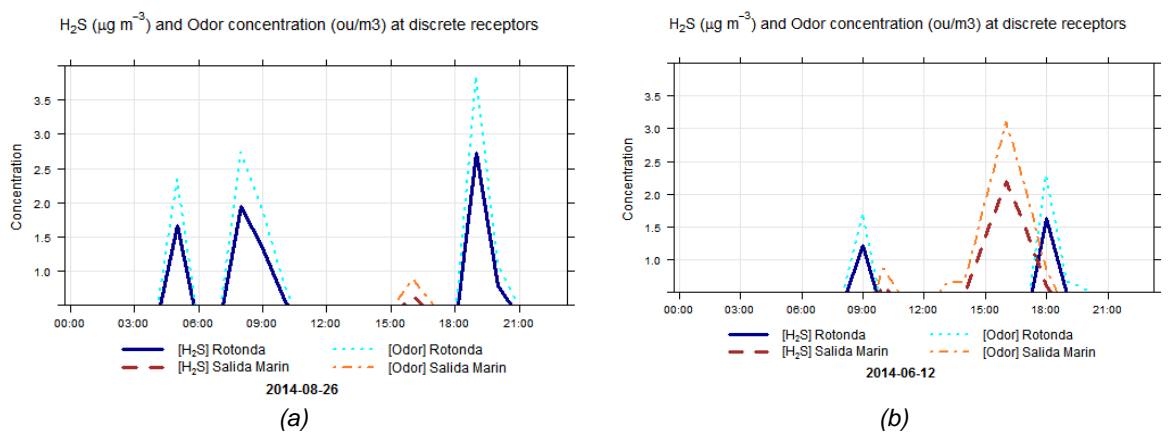 H₂S (μg m⁻³) and Odor concentration (ou/m3) at discrete receptors
Concentration
3.5
3.0
2.5
2.0
1.5
1.0
00:00 03:00 06:00 09:00 12:00 15:00 18:00 21:00
[H₂S] Rotonda [Odor] Rotonda
[H₂S] Salida Marin [Odor] Salida Marin
2014-08-26
(a)
H₂S (μg m⁻³) and Odor concentration (ou/m3) at discrete receptors
Concentration
3.5
3.0
2.5
2.0
1.5
1.0
00:00 03:00 06:00 09:00 12:00 15:00 18:00 21:00
[H₂S] Rotonda [Odor] Rotonda
[H₂S] Salida Marin [Odor] Salida Marin
2014-06-12
(b)